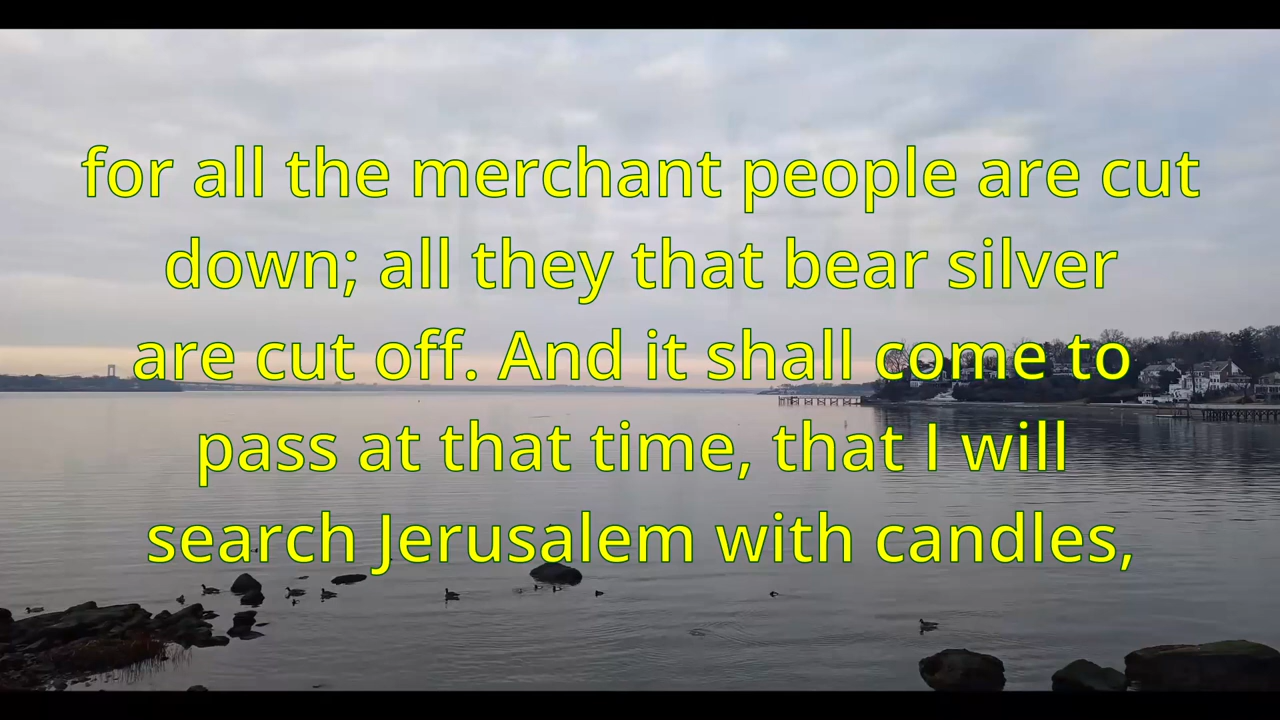 for all the merchant people are cut
down; all they that bear silver
are cut off. And it shall come to
pass at that time, that I will
search Jerusalem with candles,